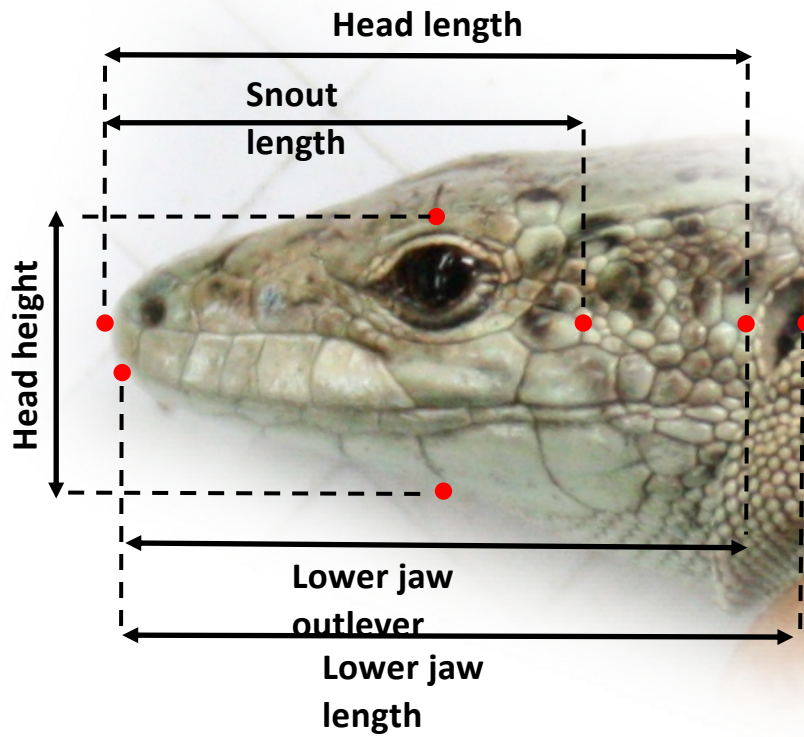 Head length
Snout
length
Head height
Lower jaw
outlever
Lower jaw
length